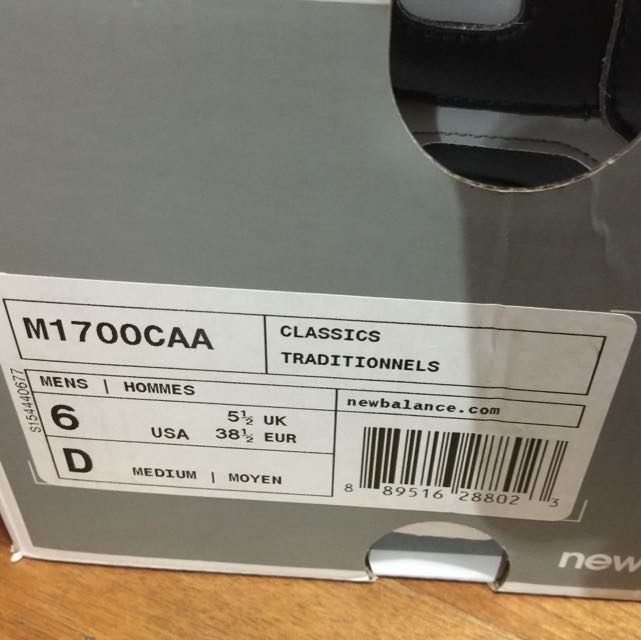 M1700CAA
CLASSICS
TRADITIONNELS
S154440677
MENS | HOMMES
6
5½ UK
USA 38½ EUR
D
MEDIUM | MOYEN
newbalance.com
8 89516 28802 3
new